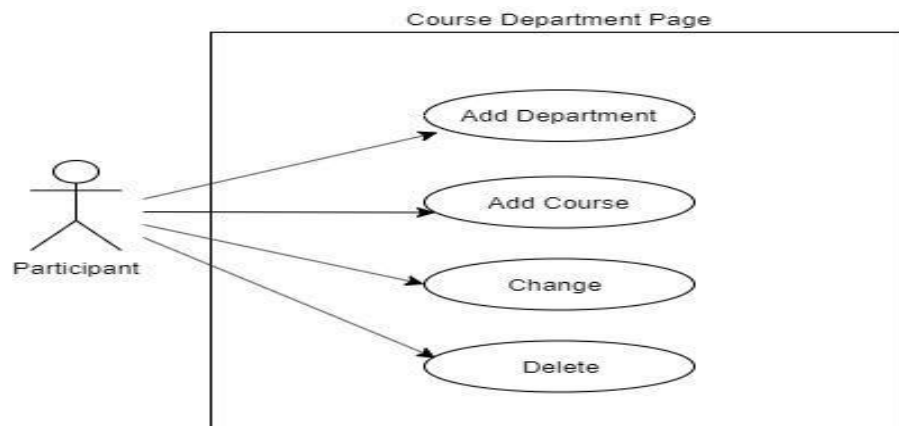 Course Department Page
Add Department
Add Course
Participant
Change
Delete